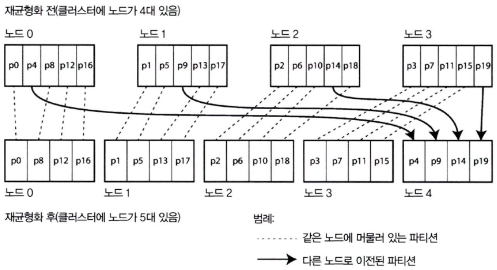 재균형화 전(클러스터에 노드가 4대 있음)
노드 0 노드 1 노드 2 노드 3
p0 p4 p8 p12 p16 p1 p5 p9 p13 p17 p2 p6 p10 p14 p18 p3 p7 p11 p15 p19
p0 p8 p12 p16 p1 p5 p13 p17 p2 p6 p10 p18 p3 p7 p11 p15 p4 p9 p14 p19
노드 0 노드 1 노드 2 노드 3 노드 4
재균형화 후(클러스터에 노드가 5대 있음)
범례:
같은 노드에 머물러 있는 파티션
다른 노드로 이전된 파티션